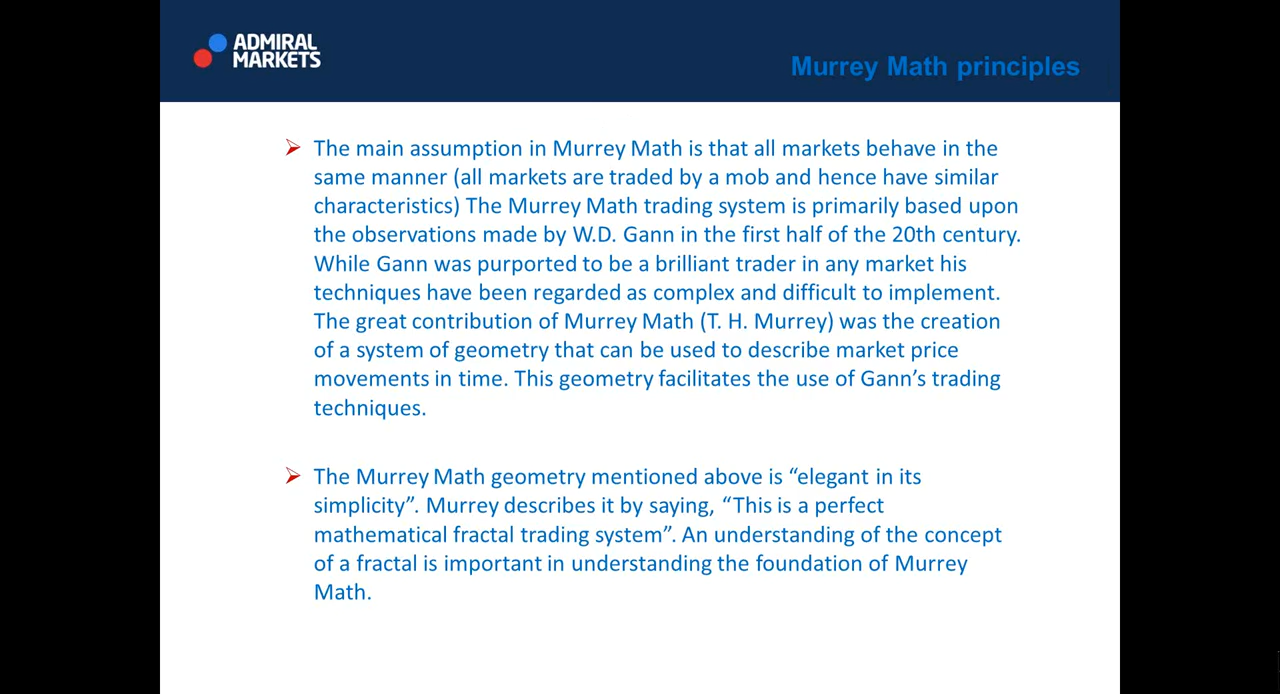 ADMIRAL
MARKETS
Murrey Math principles
The main assumption in Murrey Math is that all markets behave in the
same manner (all markets are traded by a mob and hence have similar
characteristics) The Murrey Math trading system is primarily based upon
the observations made by W.D. Gann in the first half of the 20th century.
While Gann was purported to be a brilliant trader in any market his
techniques have been regarded as complex and difficult to implement.
The great contribution of Murrey Math (T. H. Murrey) was the creation
of a system of geometry that can be used to describe market price
movements in time. This geometry facilitates the use of Gann’s trading
techniques.
The Murrey Math geometry mentioned above is “elegant in its
simplicity”. Murrey describes it by saying, “This is a perfect
mathematical fractal trading system”. An understanding of the concept
of a fractal is important in understanding the foundation of Murrey
Math.